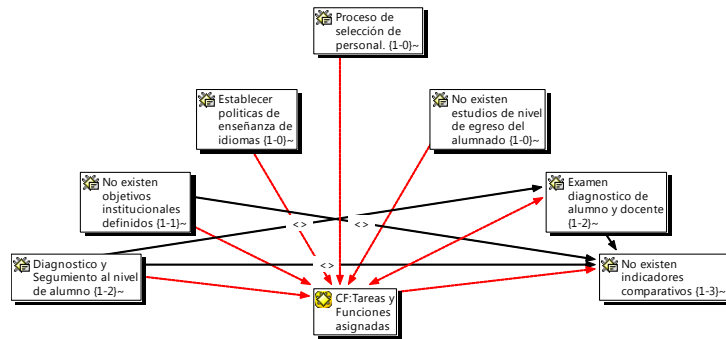 Proceso de
selección de
personal. {1-0}~
Establecer
politicas de
enseñanza de
idiomas {1-0}~
No existen
estudios de nivel
de egreso del
alumnado {1-0}~
No existen
objetivos
institucionales
definidos {1-1}~
Examen
diagnostico de
alumno y docente
{1-2}~
<>
<>
Diagnostico y
Segumiento al nivel
de alumno {1-2}~
<>
No existen
indicadores
comparativos {1-3}~
CF:Tareas y
Funciones
asignadas